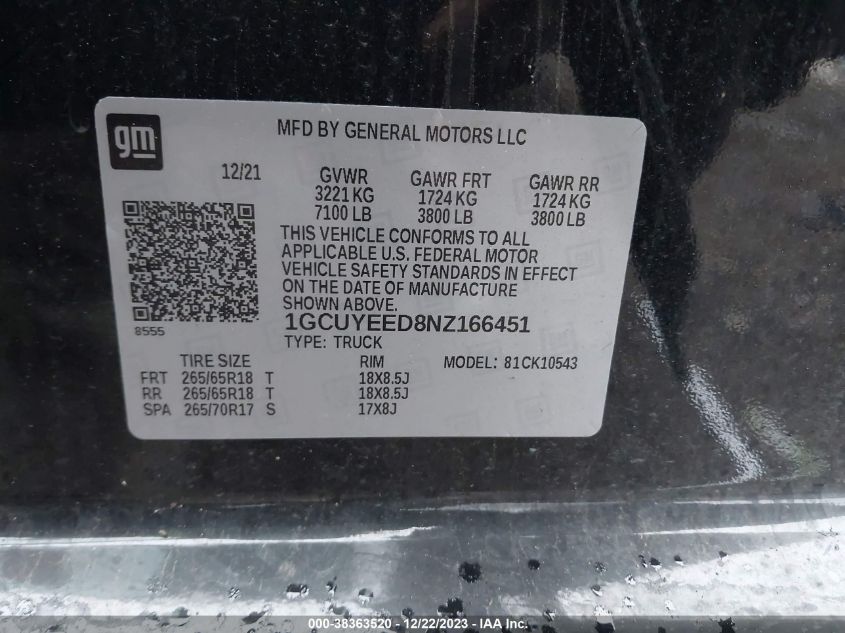 gm
MFD BY GENERAL MOTORS LLC
12/21
GVWR GAWR FRT GAWR RR
3221 KG 1724 KG 1724 KG
7100 LB 3800 LB 3800 LB
THIS VEHICLE CONFORMS TO ALL
APPLICABLE U.S. FEDERAL MOTOR
VEHICLE SAFETY STANDARDS IN EFFECT
ON THE DATE OF MANUFACTURE
SHOWN ABOVE.
8555
1GCUYEED8NZ166451
TYPE: TRUCK
TIRE SIZE RIM MODEL: 81CK10543
FRT 265/65R18 T 18X8.5J
RR 265/65R18 T 18X8.5J
SPA 265/70R17 S 17X8J
000-38363520 - 12/22/2023 - IAA Inc.